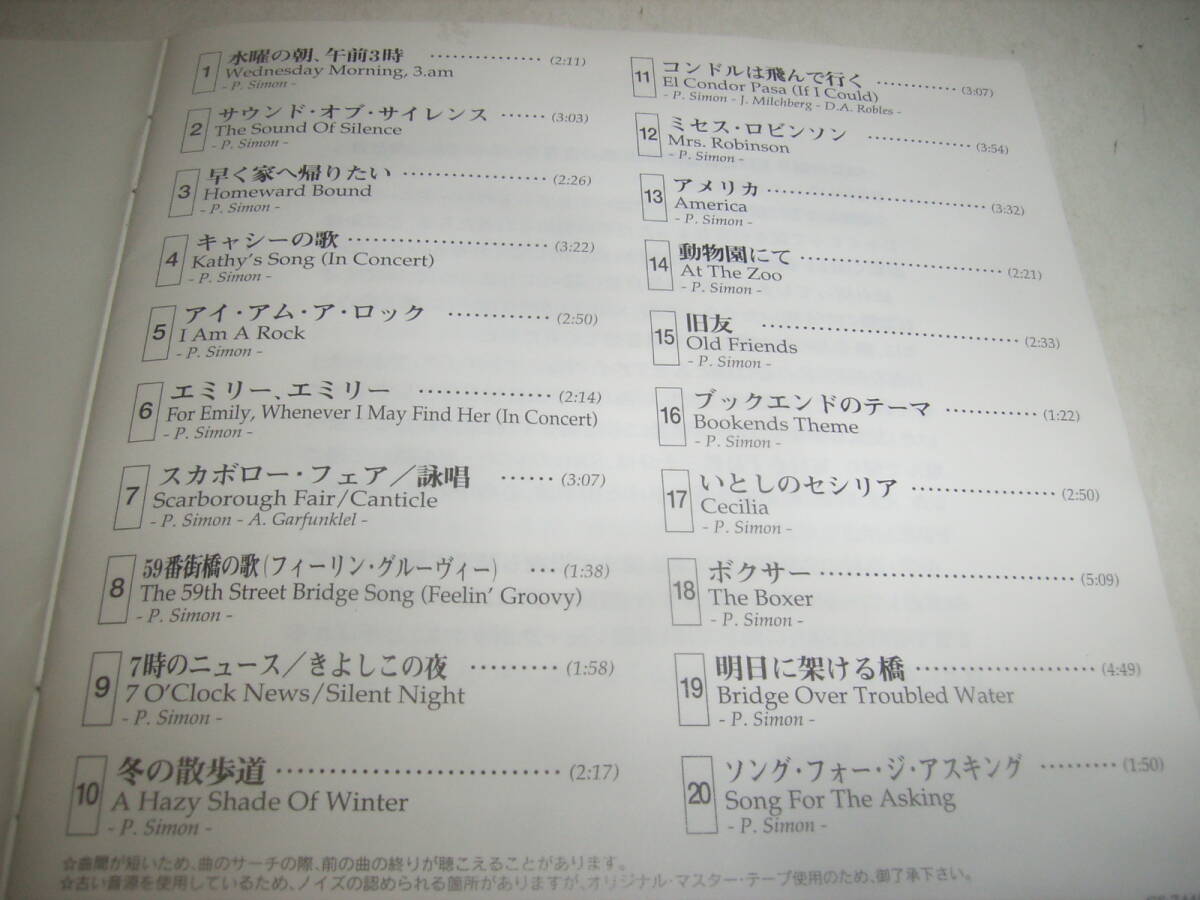 1 水曜の朝、午前3時 ……………(2:11)
Wednesday Morning, 3.am
- P. Simon -
2 サウンド・オブ・サイレンス ……(3:03)
The Sound Of Silence
- P. Simon -
3 早く家へ帰りたい ………………(2:26)
Homeward Bound
- P. Simon -
4 キャシーの歌 ……………………(3:22)
Kathy's Song (In Concert)
- P. Simon -
5 アイ・アム・ア・ロック …………(2:50)
I Am A Rock
- P. Simon -
6 エミリー、エミリー ………………(2:14)
For Emily, Whenever I May Find Her (In Concert)
- P. Simon -
7 スカボロー・フェア／詠唱 ……(3:07)
Scarborough Fair/Canticle
- P. Simon - A. Garfunklel -
8 59番街橋の歌(フィーリン・グルーヴィー) …(1:38)
The 59th Street Bridge Song (Feelin' Groovy)
- P. Simon -
9 7時のニュース／きよしこの夜 ………(1:58)
7 O'Clock News/Silent Night
- P. Simon -
10 冬の散歩道 …………………………(2:17)
A Hazy Shade Of Winter
- P. Simon -
11 コンドルは飛んで行く …………(3:07)
El Condor Pasa (If I Could)
- P. Simon - J. Milchberg - D.A. Robles -
12 ミセス・ロビンソン ……………(3:54)
Mrs. Robinson
- P. Simon -
13 アメリカ ………………………(3:32)
America
- P. Simon -
14 動物園にて ……………………(2:21)
At The Zoo
- P. Simon -
15 旧友 ……………………………(2:33)
Old Friends
- P. Simon -
16 ブックエンドのテーマ …………(1:22)
Bookends Theme
- P. Simon -
17 いとしのセシリア ………………(2:50)
Cecilia
- P. Simon -
18 ボクサー …………………………(5:09)
The Boxer
- P. Simon -
19 明日に架ける橋 …………………(4:49)
Bridge Over Troubled Water
- P. Simon -
20 ソング・フォー・ジ・アスキング ………(1:50)
Song For The Asking
- P. Simon -
☆曲間が短いため、曲のサーチの際、前の曲の終りが聴こえることがあります。
☆古い音源を使用しているため、ノイズの認められる箇所がありますが、オリジナル・マスター・テープ使用のため、御了承下さい。